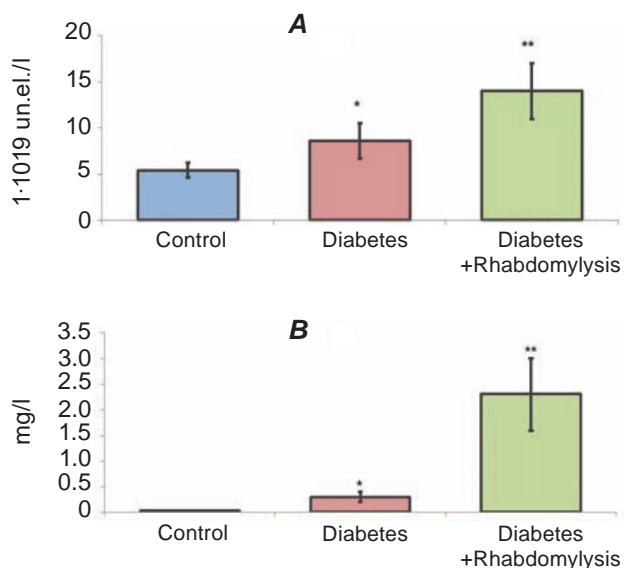 A
1·1019 un.el./l
20
15
10
5
0
*
**
Control
Diabetes
Diabetes
+Rhabdomylysis
B
mg/l
3.5
3.0
2.5
2.0
1.5
1.0
0.5
0
*
**
Control
Diabetes
Diabetes
+Rhabdomylysis